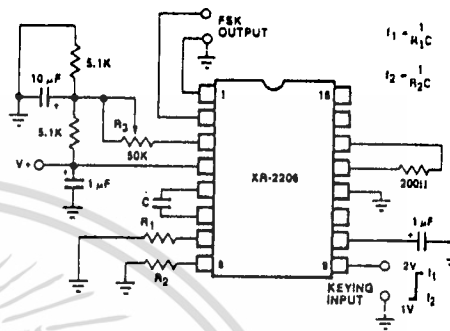 FSK
OUTPUT
f₁ = 1/R₁C
f₂ = 1/R₂C
5.1K
10 µF
+
5.1K
R₃
50K
V+
+
1 µF
C
R₁
R₂
1
8
16
9
XR-2206
200Ω
1 µF
+
KEYING
INPUT
2V
1V
f₁
f₂